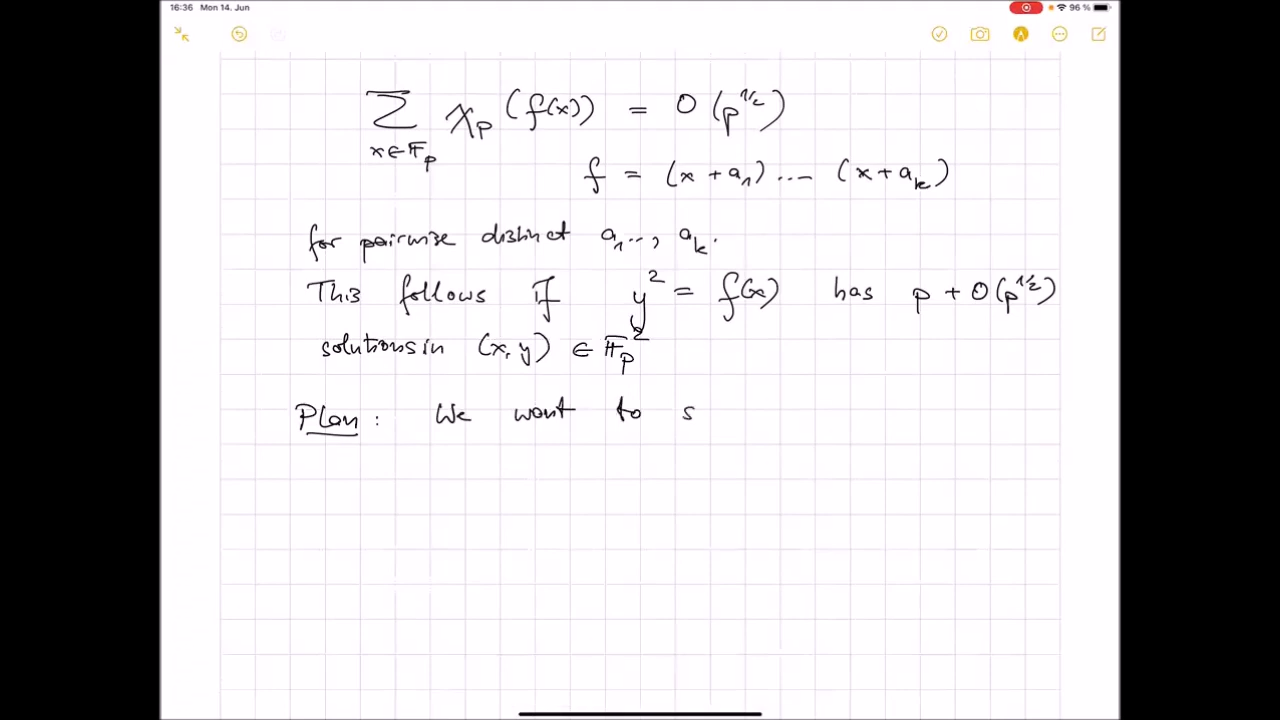 16:36 Mon 14. Jun 96 %
∑_{x∈𝔽_p} χ_p (f(x)) = O (p^{1/2})
f = (x + a_1) .... (x + a_k)
for pairwise distinct a_1 ..., a_k.
This follows if y^2 = f(x) has p + O(p^{1/2})
solutions in (x, y) ∈ 𝔽_p^2
Plan: We want to s